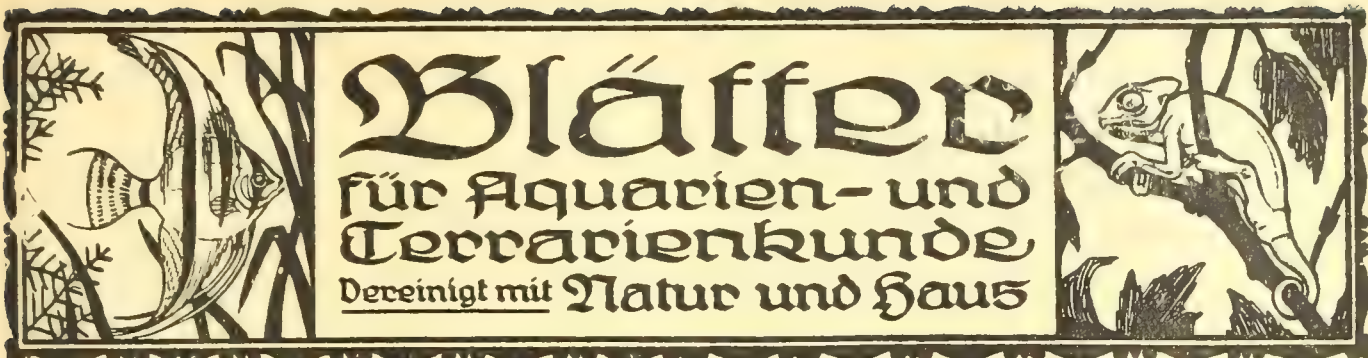 Blätter
für Aquarien- und
Terrarienkunde
Vereinigt mit Natur und Haus